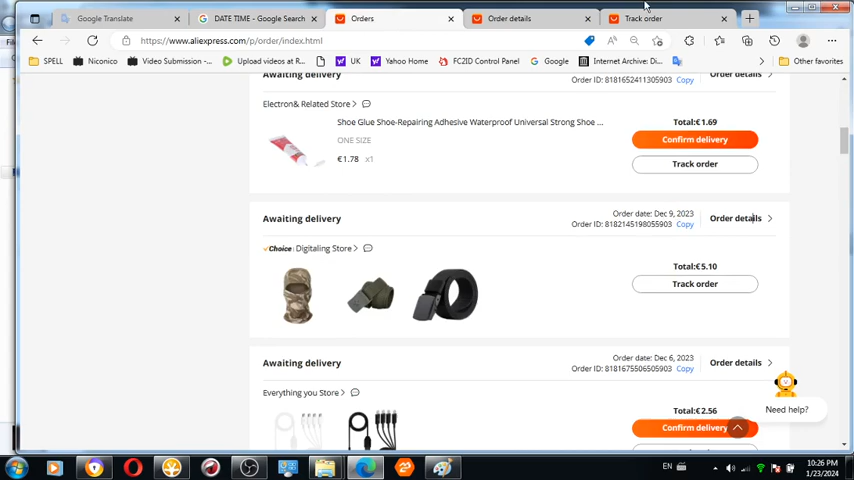 Google Translate
DATE TIME - Google Search
Orders
Order details
Track order
https://www.aliexpress.com/p/order/index.html
SPELL
Niconico
Video Submission -...
Upload videos at R...
UK
Yahoo Home
FC2ID Control Panel
Google
Internet Archive: Di...
Other favorites
Awaiting delivery
Order ID: 8181652411305903 Copy
Order details
Electron& Related Store
Shoe Glue Shoe-Repairing Adhesive Waterproof Universal Strong Shoe ...
Total:€ 1.69
ONE SIZE
Confirm delivery
€ 1.78 x1
Track order
Awaiting delivery
Order date: Dec 9, 2023
Order ID: 8182145198055903 Copy
Order details
Choice Digitaling Store
Total:€ 5.10
Track order
Awaiting delivery
Order date: Dec 6, 2023
Order ID: 8181675506505903 Copy
Order details
Everything you Store
Total:€ 2.56
Need help?
Confirm delivery
EN
10:26 PM
1/23/2024